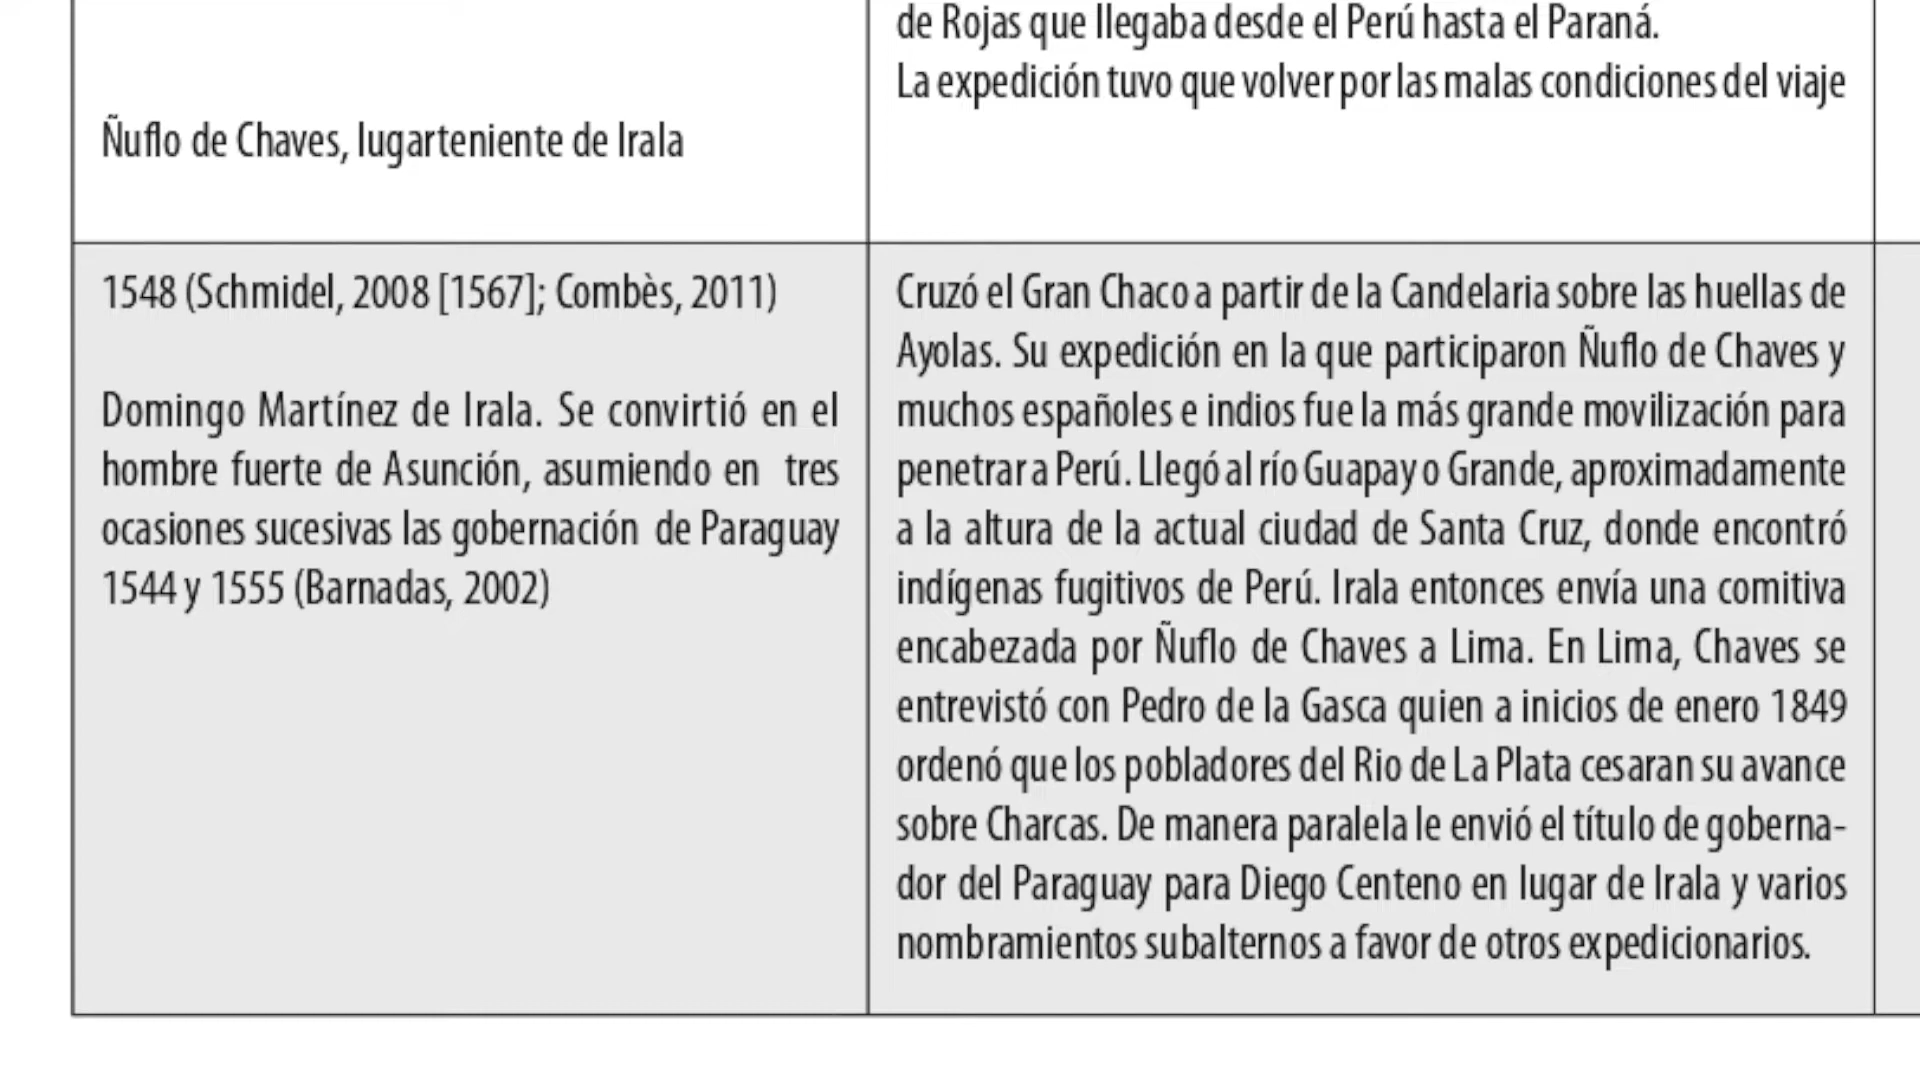 de Rojas que llegaba desde el Perú hasta el Paraná.
La expedición tuvo que volver por las malas condiciones del viaje
Ñuflo de Chaves, lugarteniente de Irala
1548 (Schmidel, 2008 [1567]; Combès, 2011)
Domingo Martínez de Irala. Se convirtió en el
hombre fuerte de Asunción, asumiendo en tres
ocasiones sucesivas las gobernación de Paraguay
1544 y 1555 (Barnadas, 2002)
Cruzó el Gran Chaco a partir de la Candelaria sobre las huellas de
Ayolas. Su expedición en la que participaron Ñuflo de Chaves y
muchos españoles e indios fue la más grande movilización para
penetrar a Perú. Llegó al río Guapay o Grande, aproximadamente
a la altura de la actual ciudad de Santa Cruz, donde encontró
indígenas fugitivos de Perú. Irala entonces envía una comitiva
encabezada por Ñuflo de Chaves a Lima. En Lima, Chaves se
entrevistó con Pedro de la Gasca quien a inicios de enero 1849
ordenó que los pobladores del Rio de La Plata cesaran su avance
sobre Charcas. De manera paralela le envió el título de goberna-
dor del Paraguay para Diego Centeno en lugar de Irala y varios
nombramientos subalternos a favor de otros expedicionarios.